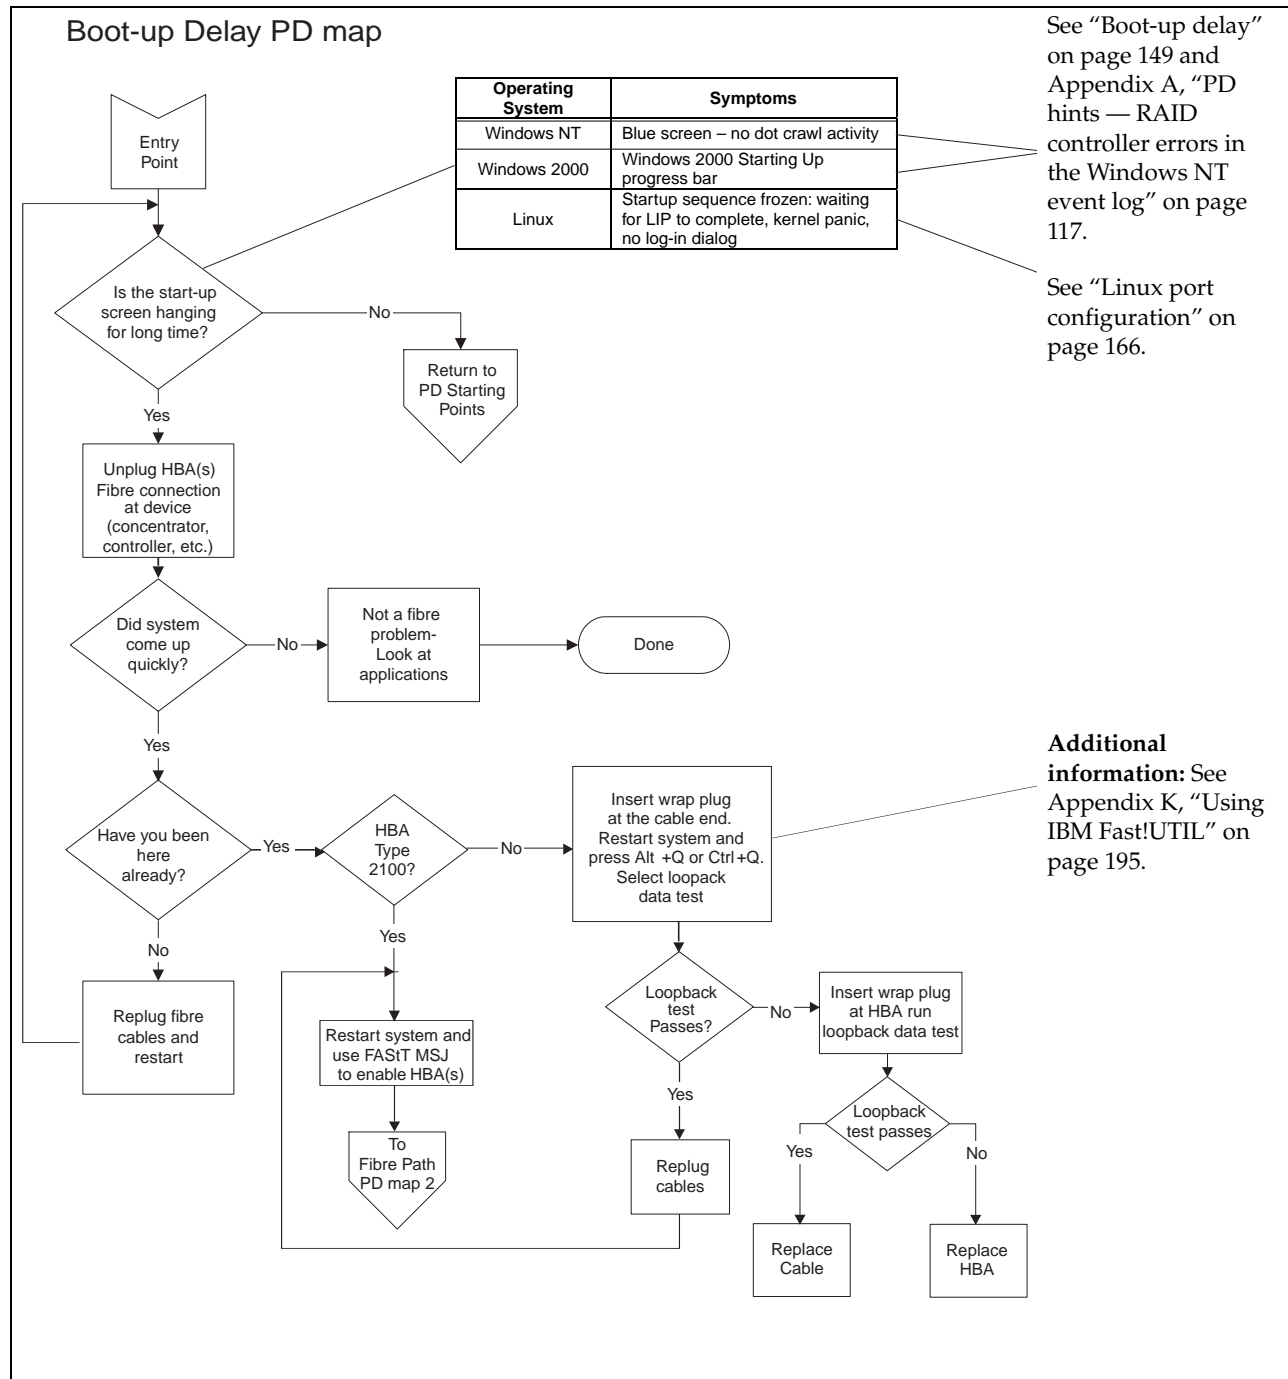 Boot-up Delay PD map
See “Boot-up delay”
on page 149 and
Appendix A, “PD
hints — RAID
controller errors in
the Windows NT
event log” on page
117.
Operating
System
Symptoms
Windows NT
Blue screen – no dot crawl activity
Windows 2000
Windows 2000 Starting Up
progress bar
Linux
Startup sequence frozen: waiting
for LIP to complete, kernel panic,
no log-in dialog
See “Linux port
configuration” on
page 166.
Entry
Point
Is the start-up
screen hanging
for long time?
No
Return to
PD Starting
Points
Yes
Unplug HBA(s)
Fibre connection
at device
(concentrator,
controller, etc.)
Did system
come up
quickly?
No
Not a fibre
problem-
Look at
applications
Done
Yes
Have you been
here
already?
Yes
HBA
Type
2100?
No
Insert wrap plug
at the cable end.
Restart system and
press Alt +Q or Ctrl+Q.
Select loopack
data test
Additional
information: See
Appendix K, “Using
IBM Fast!UTIL” on
page 195.
No
Replug fibre
cables and
restart
Yes
Restart system and
use FAStT MSJ
to enable HBA(s)
To
Fibre Path
PD map 2
Loopback
test
Passes?
No
Insert wrap plug
at HBA run
loopback data test
Yes
Replug
cables
Loopback
test passes
Yes
No
Replace
Cable
Replace
HBA